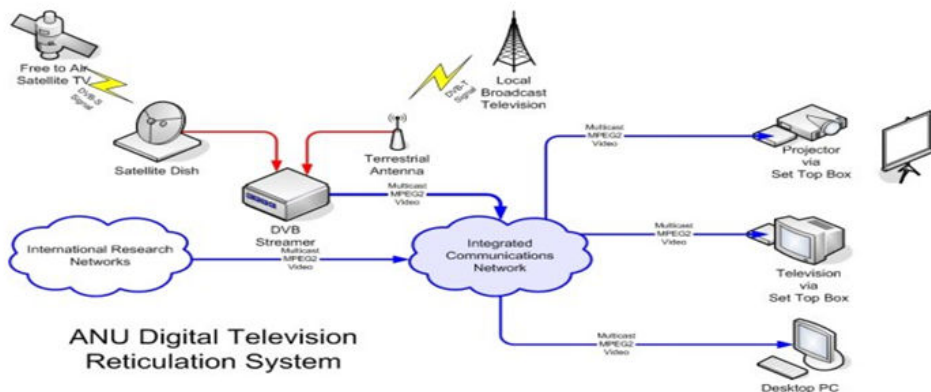 Free to Air
Satellite TV
DVB-S
Signal
Satellite Dish
DVB-T
Signal
Local
Broadcast
Television
Terrestrial
Antenna
DVB
Streamer
Multicast
MPEG2
Video
International Research
Networks
Multicast
MPEG2
Video
Integrated
Communications
Network
Multicast
MPEG2
Video
Projector
via
Set Top Box
Multicast
MPEG2
Video
Television
via
Set Top Box
Multicast
MPEG2
Video
Desktop PC
ANU Digital Television
Reticulation System